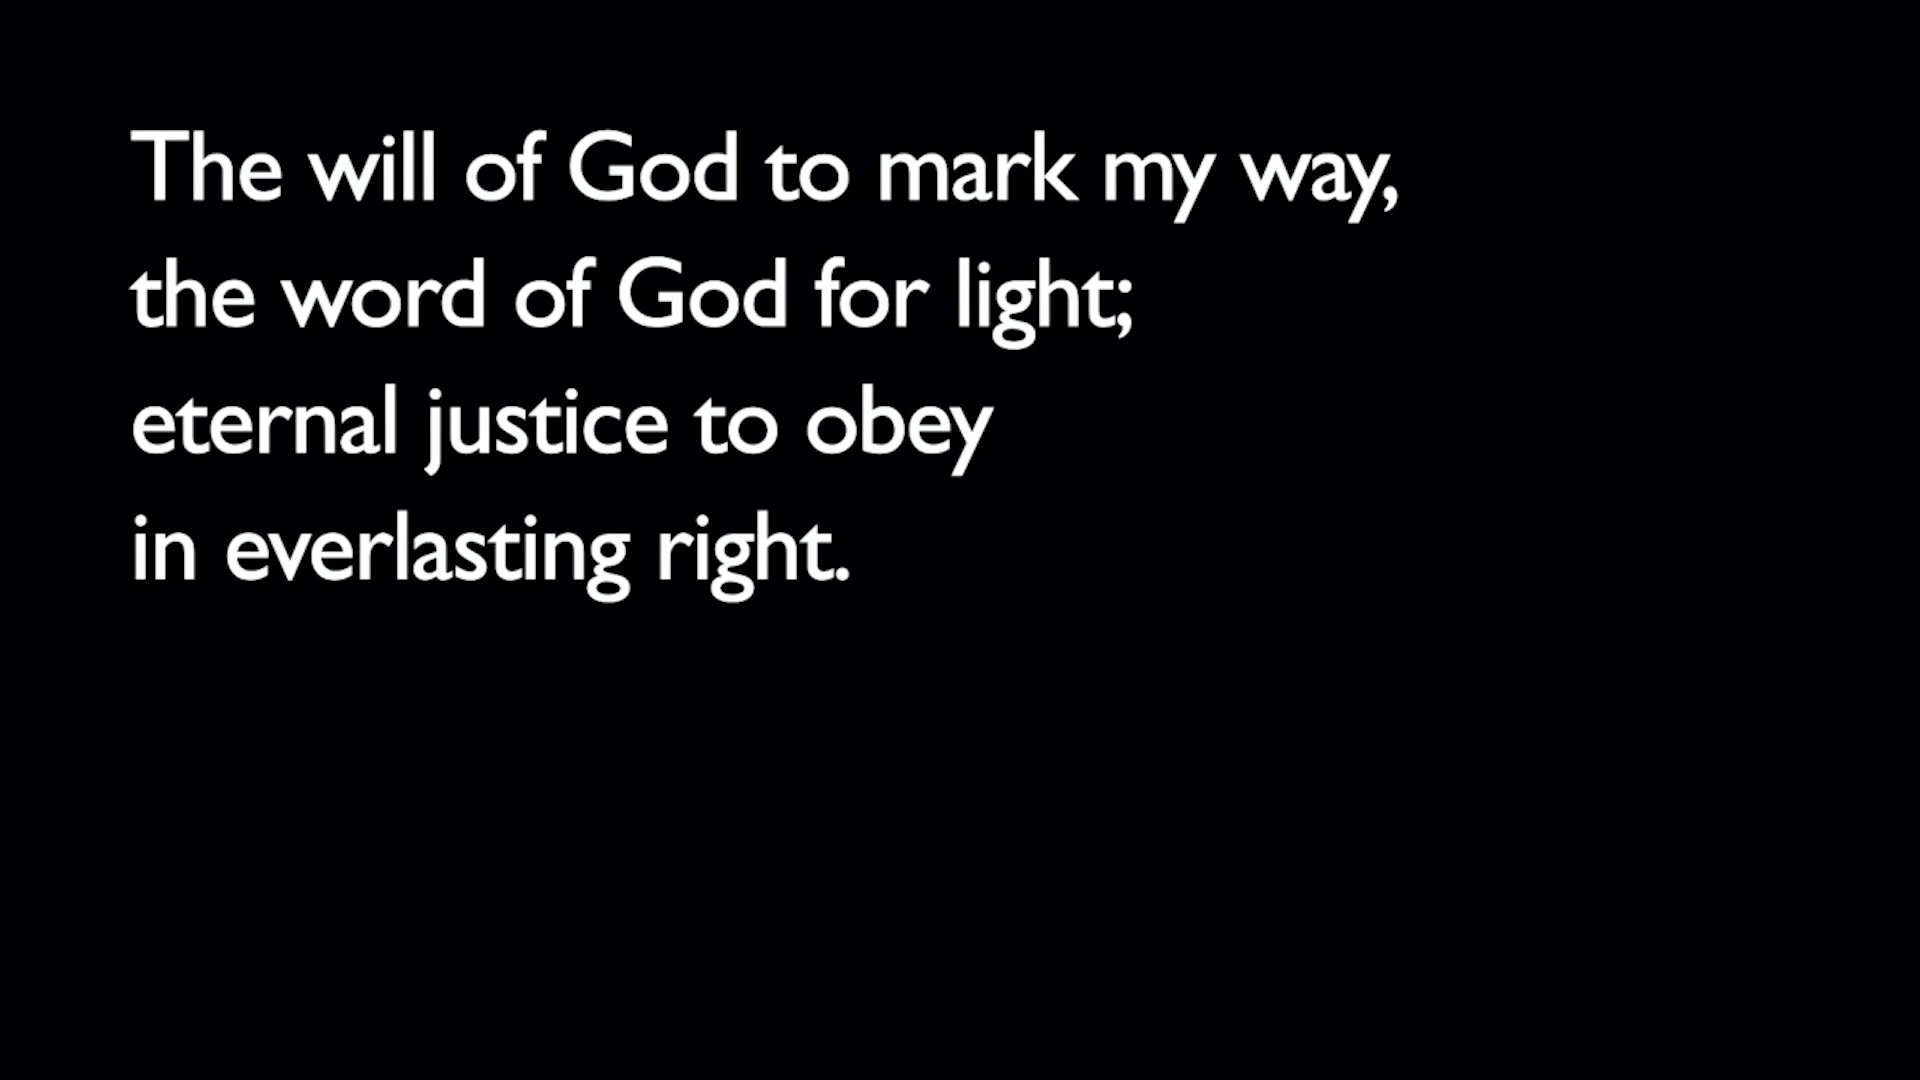 The will of God to mark my way,
the word of God for light;
eternal justice to obey
in everlasting right.